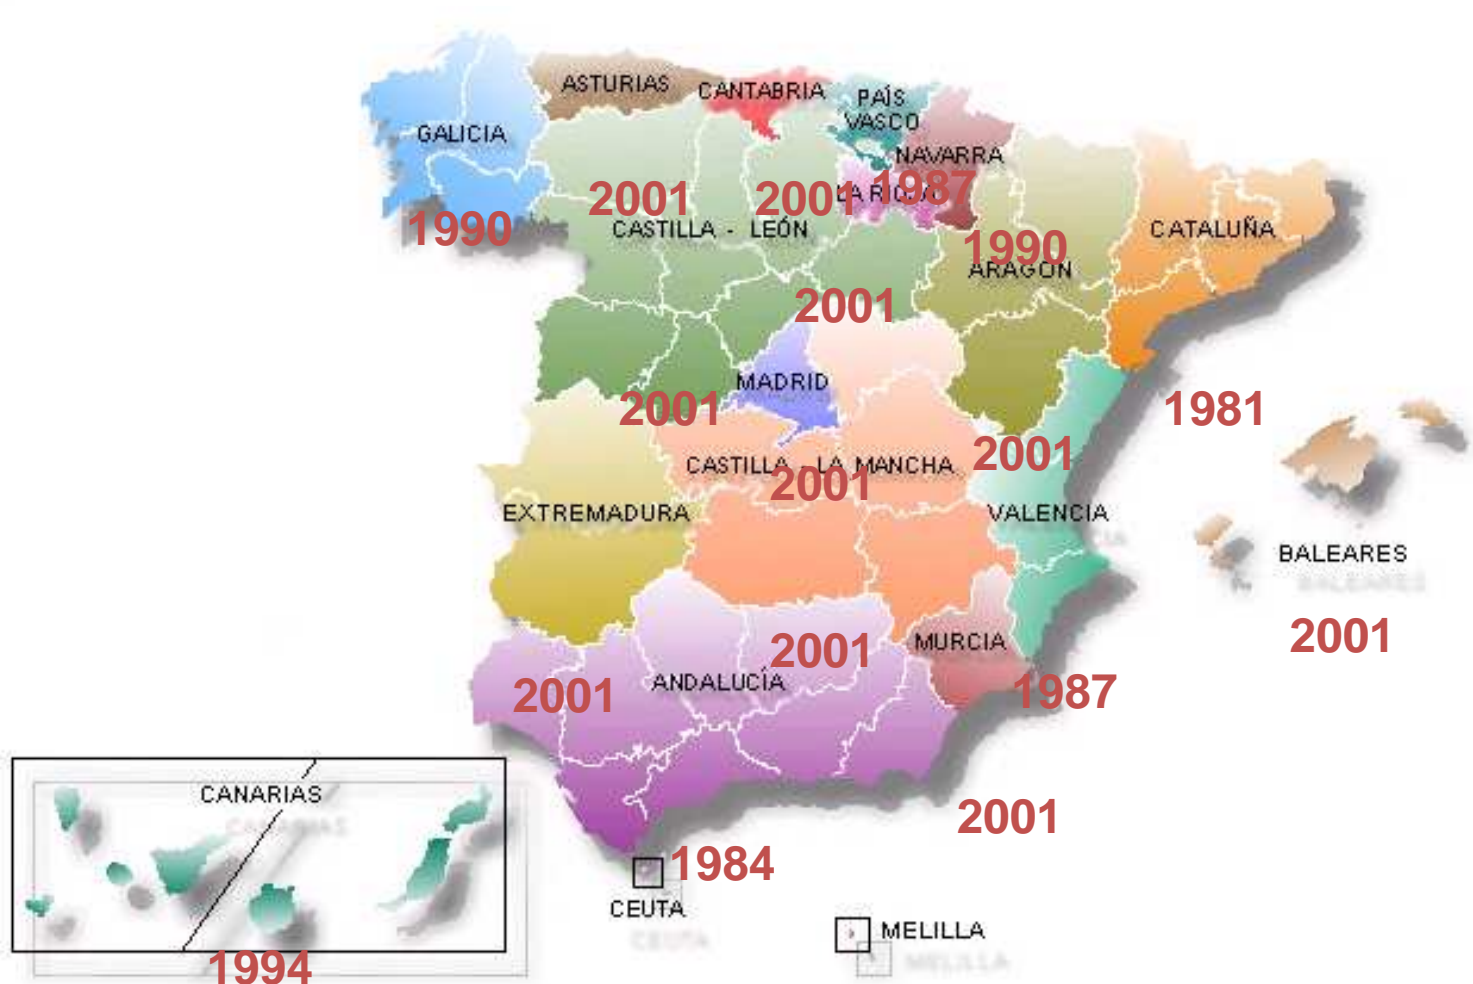 ASTURIAS
CANTABRIA
PAÍS
VASCO
GALICIA
NAVARRA
2001
2001
LA RIOJA
1987
1990
CASTILLA - LEÓN
CATALUÑA
1990
ARAGÓN
2001
MADRID
2001
1981
2001
CASTILLA - LA MANCHA
2001
EXTREMADURA
VALENCIA
BALEARES
2001
MURCIA
2001
ANDALUCÍA
2001
1987
CANARIAS
2001
1984
CEUTA
MELILLA
1994